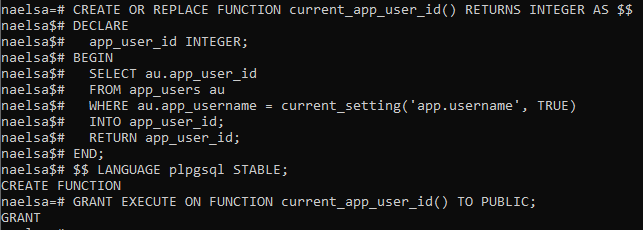 naelsa=# CREATE OR REPLACE FUNCTION current_app_user_id() RETURNS INTEGER AS $$
naelsa$# DECLARE
naelsa$#   app_user_id INTEGER;
naelsa$# BEGIN
naelsa$#   SELECT au.app_user_id
naelsa$#   FROM app_users au
naelsa$#   WHERE au.app_username = current_setting('app.username', TRUE)
naelsa$#   INTO app_user_id;
naelsa$#   RETURN app_user_id;
naelsa$# END;
naelsa$# $$ LANGUAGE plpgsql STABLE;
CREATE FUNCTION
naelsa=# GRANT EXECUTE ON FUNCTION current_app_user_id() TO PUBLIC;
GRANT